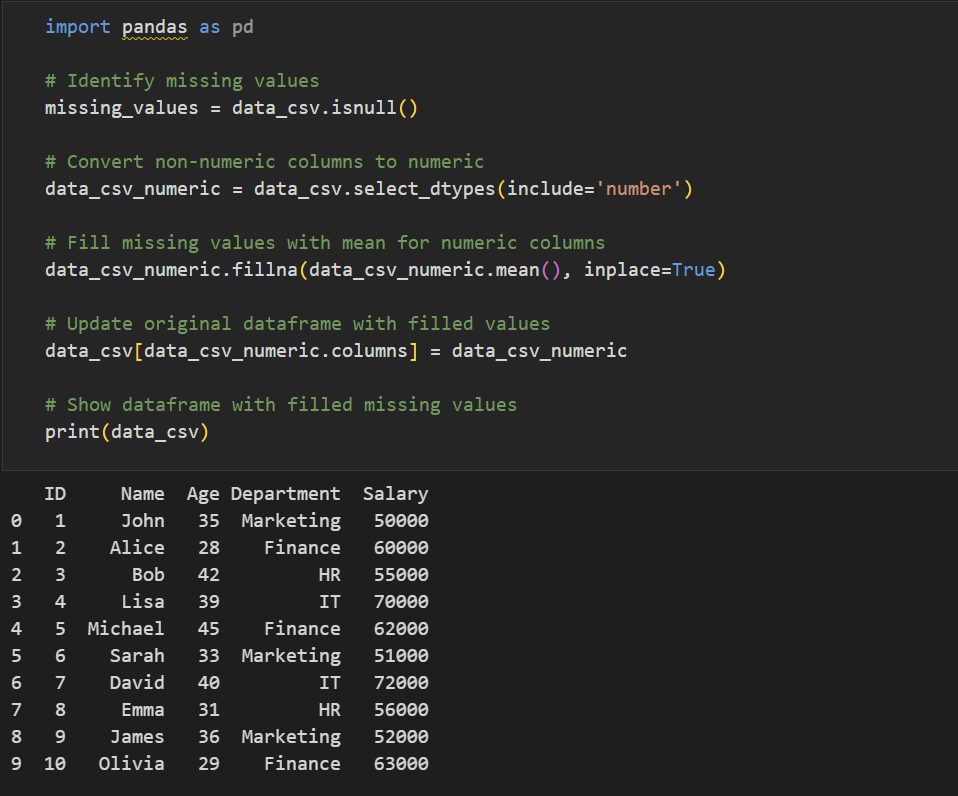 import pandas as pd
# Identify missing values
missing_values = data_csv.isnull()
# Convert non-numeric columns to numeric
data_csv_numeric = data_csv.select_dtypes(include='number')
# Fill missing values with mean for numeric columns
data_csv_numeric.fillna(data_csv_numeric.mean(), inplace=True)
# Update original dataframe with filled values
data_csv[data_csv_numeric.columns] = data_csv_numeric
# Show dataframe with filled missing values
print(data_csv)
ID Name Age Department Salary
0 1 John 35 Marketing 50000
1 2 Alice 28 Finance 60000
2 3 Bob 42 HR 55000
3 4 Lisa 39 IT 70000
4 5 Michael 45 Finance 62000
5 6 Sarah 33 Marketing 51000
6 7 David 40 IT 72000
7 8 Emma 31 HR 56000
8 9 James 36 Marketing 52000
9 10 Olivia 29 Finance 63000